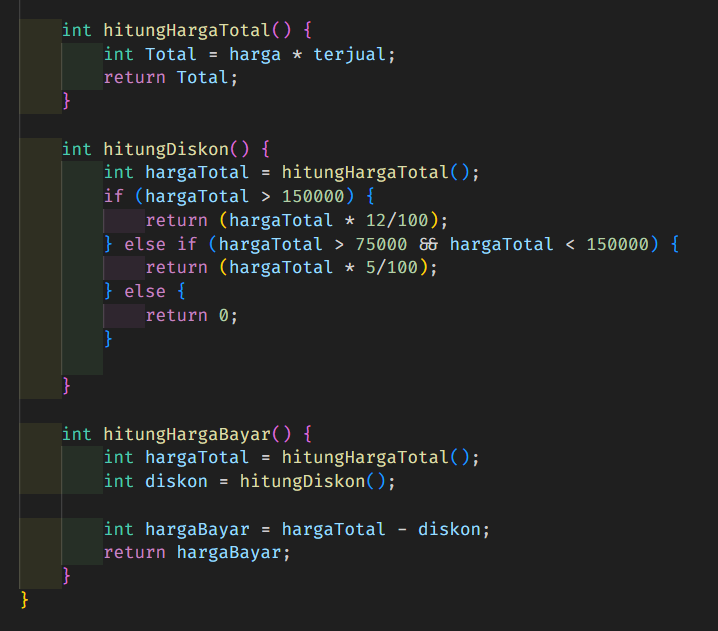 int hitungHargaTotal() {
int Total = harga * terjual;
return Total;
}
int hitungDiskon() {
int hargaTotal = hitungHargaTotal();
if (hargaTotal > 150000) {
return (hargaTotal * 12/100);
} else if (hargaTotal > 75000 && hargaTotal < 150000) {
return (hargaTotal * 5/100);
} else {
return 0;
}
}
int hitungHargaBayar() {
int hargaTotal = hitungHargaTotal();
int diskon = hitungDiskon();
int hargaBayar = hargaTotal - diskon;
return hargaBayar;
}
}